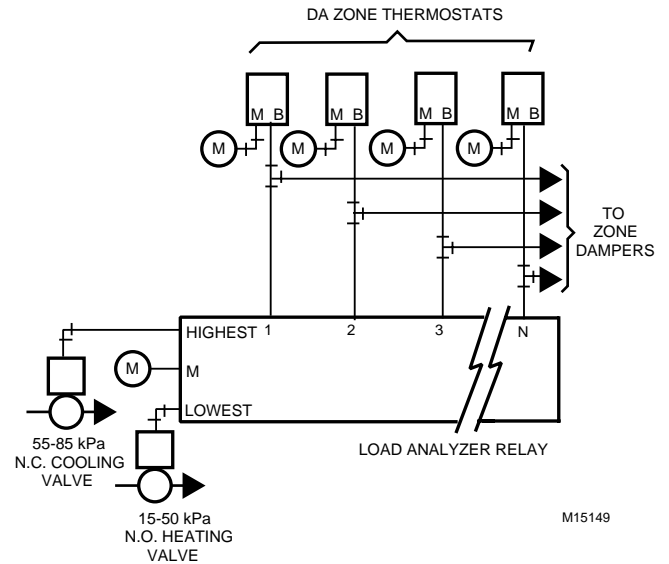 DA ZONE THERMOSTATS
M B
M B
M B
M B
M
M
M
M
TO
ZONE
DAMPERS
HIGHEST
1
2
3
N
M
M
LOWEST
LOAD ANALYZER RELAY
55-85 kPa
N.C. COOLING
VALVE
15-50 kPa
N.O. HEATING
VALVE
M15149